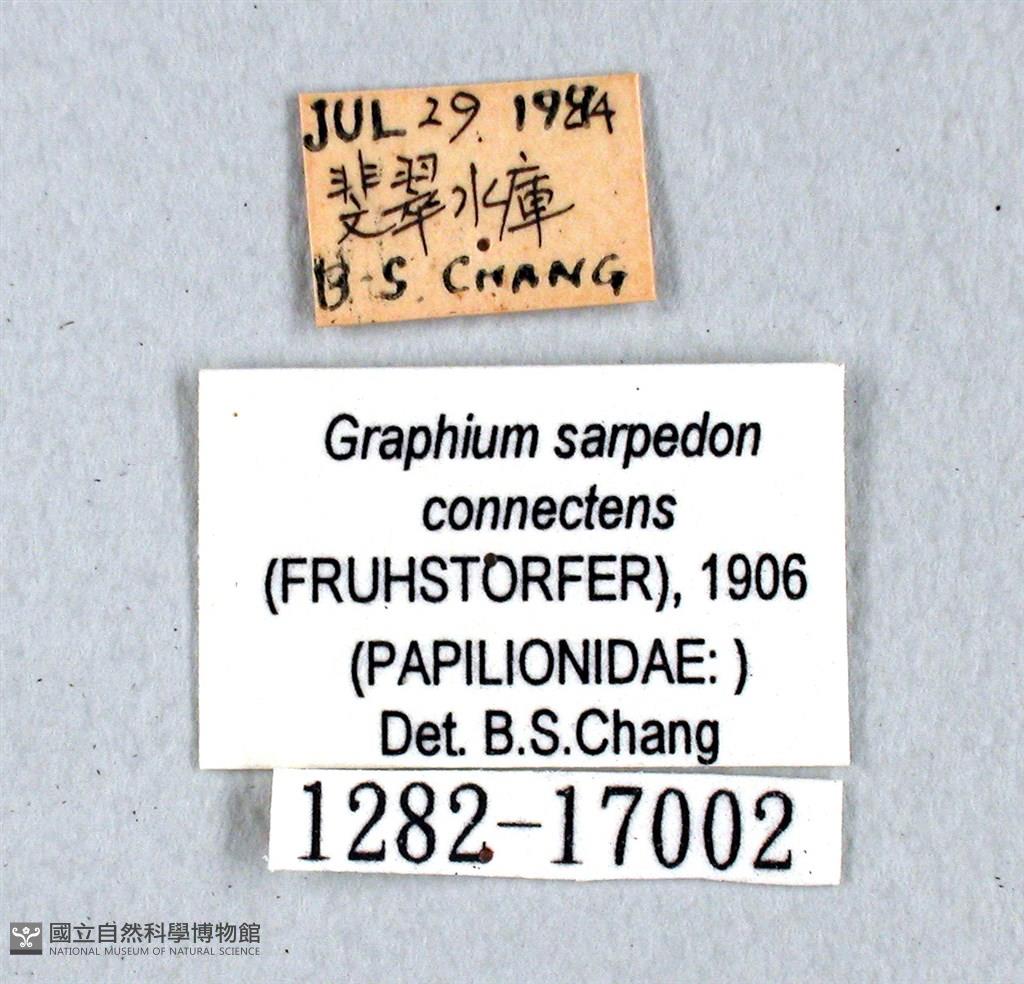 JUL 29. 1984
翡翠水庫
B.S. CHANG
Graphium sarpedon
connectens
(FRUHSTORFER), 1906
(PAPILIONIDAE: )
Det. B.S.Chang
1282-17002
國立自然科學博物館
NATIONAL MUSEUM OF NATURAL SCIENCE